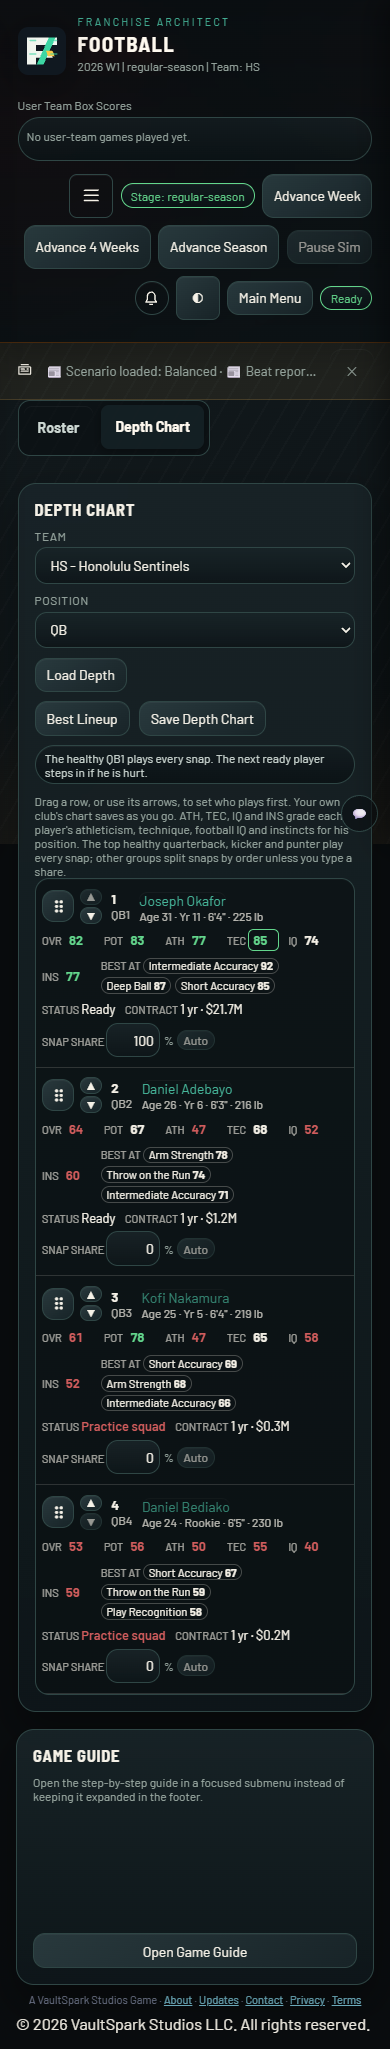 FRANCHISE ARCHITECT
FOOTBALL
2026 W1 | regular-season | Team: HS
User Team Box Scores
No user-team games played yet.
Stage: regular-season
Advance Week
Advance 4 Weeks
Advance Season
Pause Sim
Main Menu
Ready
Scenario loaded: Balanced · Beat repor...
Roster
Depth Chart
DEPTH CHART
TEAM
HS - Honolulu Sentinels
POSITION
QB
Load Depth
Best Lineup
Save Depth Chart
The healthy QB1 plays every snap. The next ready player
steps in if he is hurt.
Drag a row, or use its arrows, to set who plays first. Your own
club's chart saves as you go. ATH, TEC, IQ and INS grade each
player's athleticism, technique, football IQ and instincts for his
position. The top healthy quarterback, kicker and punter play
every snap; other groups split snaps by order unless you type a
share.
▲ 1 Joseph Okafor
▼ QB1 Age 31 · Yr 11 · 6'4" · 225 lb
OVR 82 POT 83 ATH 77 TEC 85 IQ 74
BEST AT Intermediate Accuracy 92
INS 77
Deep Ball 87 Short Accuracy 85
STATUS Ready CONTRACT 1 yr · $21.7M
SNAP SHARE 100 % Auto
▲ 2 Daniel Adebayo
▼ QB2 Age 26 · Yr 6 · 6'3" · 216 lb
OVR 64 POT 67 ATH 47 TEC 68 IQ 52
BEST AT Arm Strength 78
INS 60 Throw on the Run 74
Intermediate Accuracy 71
STATUS Ready CONTRACT 1 yr · $1.2M
SNAP SHARE 0 % Auto
▲ 3 Kofi Nakamura
▼ QB3 Age 25 · Yr 5 · 6'4" · 219 lb
OVR 61 POT 78 ATH 47 TEC 65 IQ 58
BEST AT Short Accuracy 69
INS 52 Arm Strength 68
Intermediate Accuracy 66
STATUS Practice squad CONTRACT 1 yr · $0.3M
SNAP SHARE 0 % Auto
▲ 4 Daniel Bediako
▼ QB4 Age 24 · Rookie · 6'5" · 230 lb
OVR 53 POT 56 ATH 50 TEC 55 IQ 40
BEST AT Short Accuracy 67
INS 59 Throw on the Run 59
Play Recognition 58
STATUS Practice squad CONTRACT 1 yr · $0.2M
SNAP SHARE 0 % Auto
GAME GUIDE
Open the step-by-step guide in a focused submenu instead of
keeping it expanded in the footer.
Open Game Guide
A VaultSpark Studios Game · About · Updates · Contact · Privacy · Terms
© 2026 VaultSpark Studios LLC. All rights reserved.